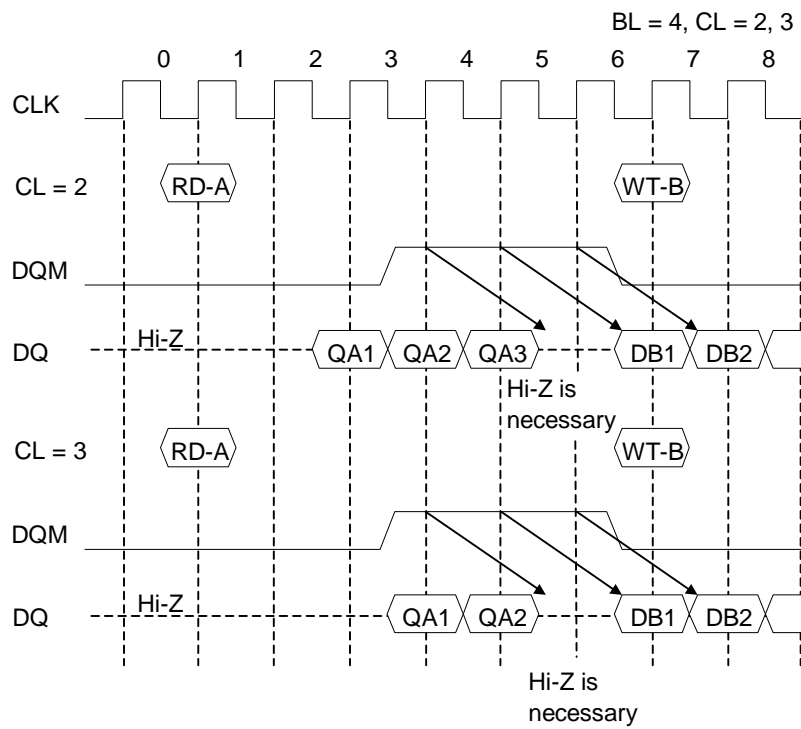 BL = 4, CL = 2, 3
0 1 2 3 4 5 6 7 8
CLK
CL = 2 RD-A WT-B
DQM
DQ Hi-Z QA1 QA2 QA3 DB1 DB2
Hi-Z is
necessary
CL = 3 RD-A WT-B
DQM
DQ Hi-Z QA1 QA2 DB1 DB2
Hi-Z is
necessary